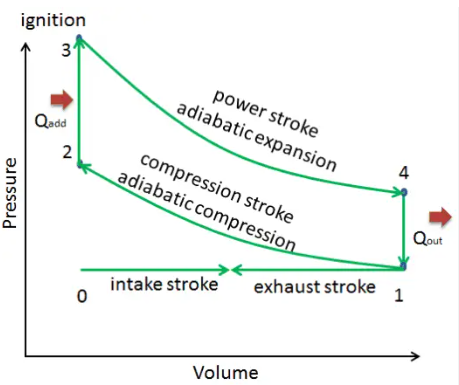 ignition
3
Qadd
2
power stroke
adiabatic expansion
compression stroke
adiabatic compression
4
Qout
intake stroke
exhaust stroke
0
1
Pressure
Volume